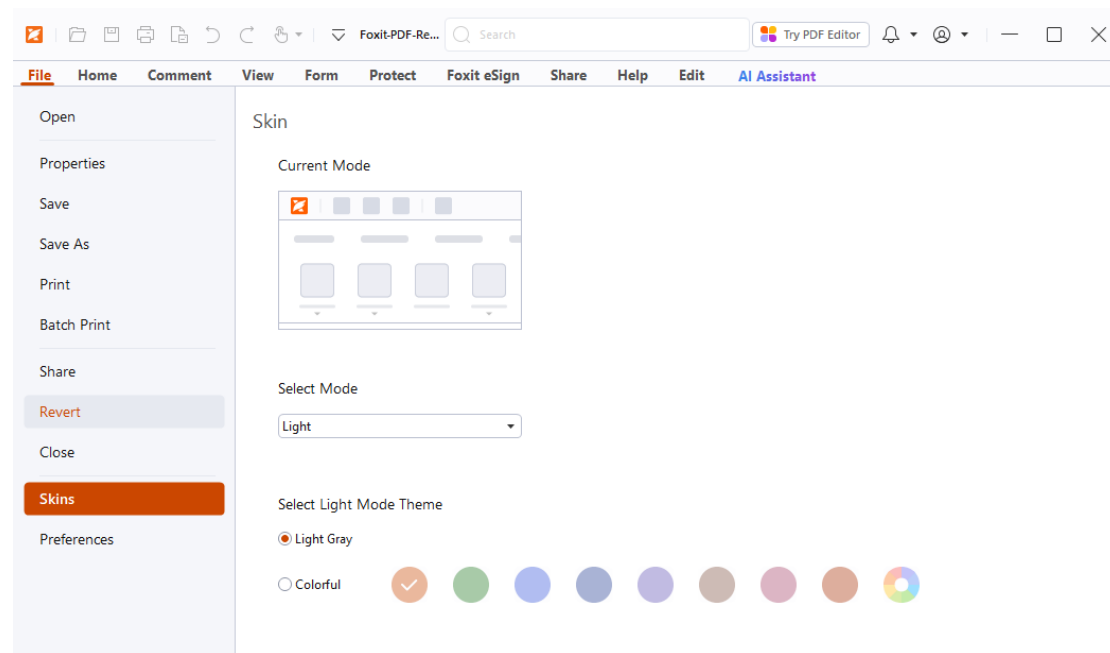 Foxit-PDF-Re...
Search
Try PDF Editor
File Home Comment View Form Protect Foxit eSign Share Help Edit AI Assistant
Open
Properties
Save
Save As
Print
Batch Print
Share
Revert
Close
Skins
Preferences
Skin
Current Mode
Select Mode
Light
Select Light Mode Theme
Light Gray
Colorful